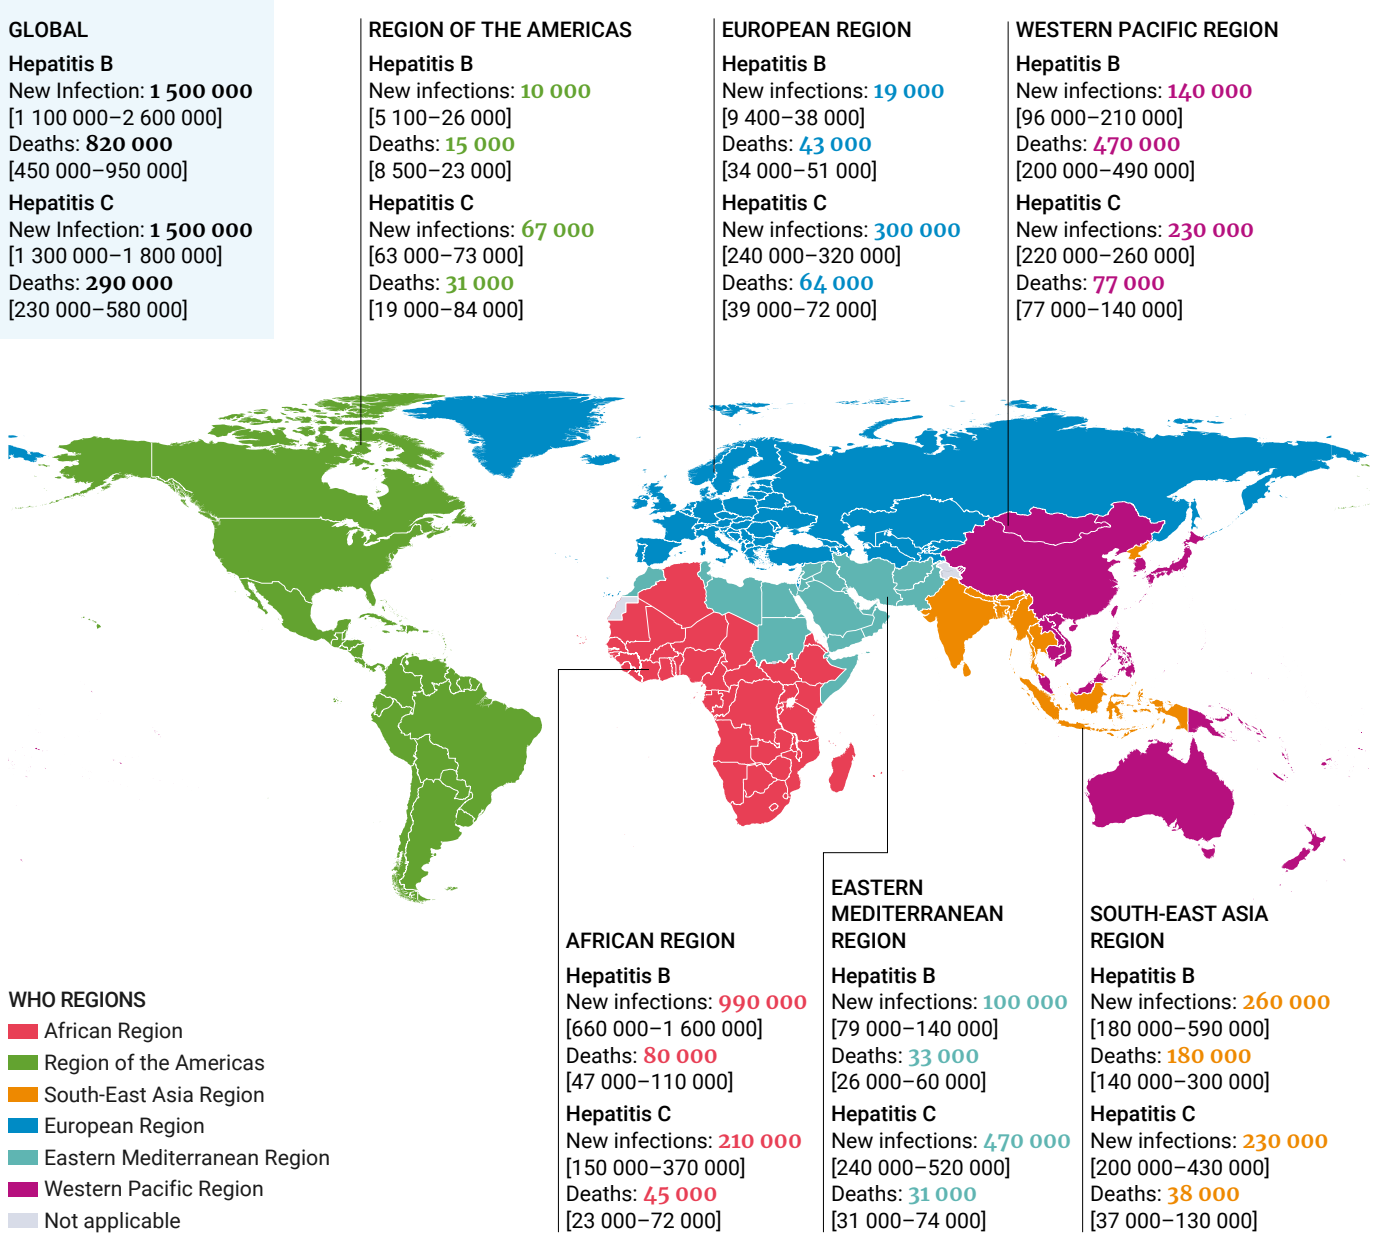 GLOBAL
Hepatitis B
New Infection: 1 500 000
[1 100 000–2 600 000]
Deaths: 820 000
[450 000–950 000]
Hepatitis C
New Infection: 1 500 000
[1 300 000–1 800 000]
Deaths: 290 000
[230 000–580 000]
REGION OF THE AMERICAS
Hepatitis B
New infections: 10 000
[5 100–26 000]
Deaths: 15 000
[8 500–23 000]
Hepatitis C
New infections: 67 000
[63 000–73 000]
Deaths: 31 000
[19 000–84 000]
EUROPEAN REGION
Hepatitis B
New infections: 19 000
[9 400–38 000]
Deaths: 43 000
[34 000–51 000]
Hepatitis C
New infections: 300 000
[240 000–320 000]
Deaths: 64 000
[39 000–72 000]
WESTERN PACIFIC REGION
Hepatitis B
New infections: 140 000
[96 000–210 000]
Deaths: 470 000
[200 000–490 000]
Hepatitis C
New infections: 230 000
[220 000–260 000]
Deaths: 77 000
[77 000–140 000]
WHO REGIONS
African Region
Region of the Americas
South-East Asia Region
European Region
Eastern Mediterranean Region
Western Pacific Region
Not applicable
AFRICAN REGION
Hepatitis B
New infections: 990 000
[660 000–1 600 000]
Deaths: 80 000
[47 000–110 000]
Hepatitis C
New infections: 210 000
[150 000–370 000]
Deaths: 45 000
[23 000–72 000]
EASTERN
MEDITERRANEAN
REGION
Hepatitis B
New infections: 100 000
[79 000–140 000]
Deaths: 33 000
[26 000–60 000]
Hepatitis C
New infections: 470 000
[240 000–520 000]
Deaths: 31 000
[31 000–74 000]
SOUTH-EAST ASIA
REGION
Hepatitis B
New infections: 260 000
[180 000–590 000]
Deaths: 180 000
[140 000–300 000]
Hepatitis C
New infections: 230 000
[200 000–430 000]
Deaths: 38 000
[37 000–130 000]